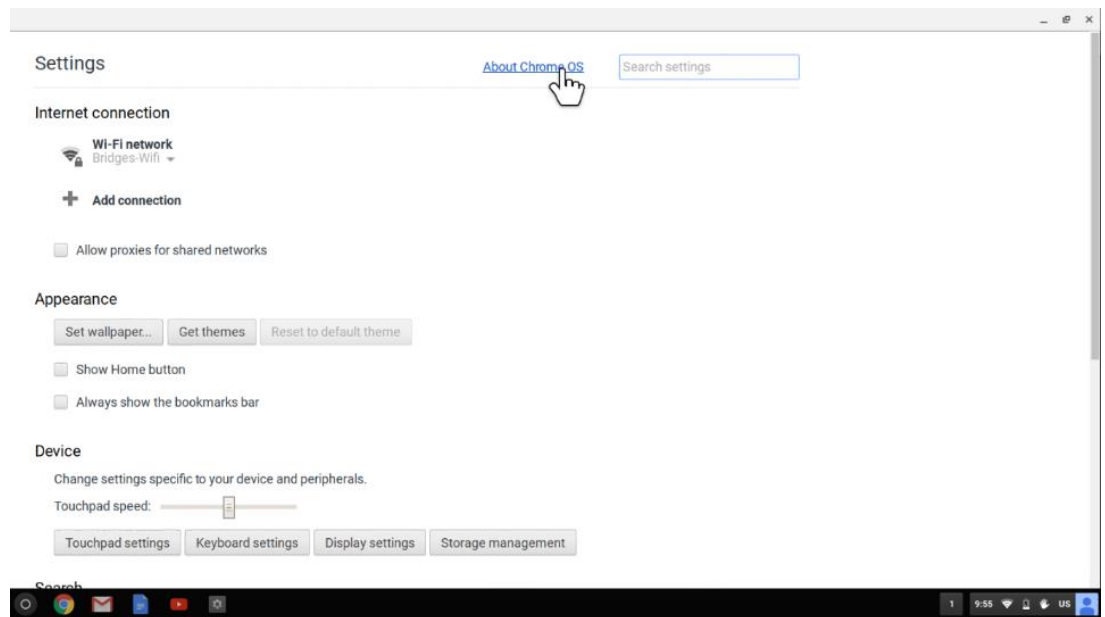 Settings
About Chrome OS
Search settings
Internet connection
Wi-Fi network
Bridges-Wifi
Add connection
Allow proxies for shared networks
Appearance
Set wallpaper... Get themes Reset to default theme
Show Home button
Always show the bookmarks bar
Device
Change settings specific to your device and peripherals.
Touchpad speed:
Touchpad settings Keyboard settings Display settings Storage management
Search
1 9:55 US